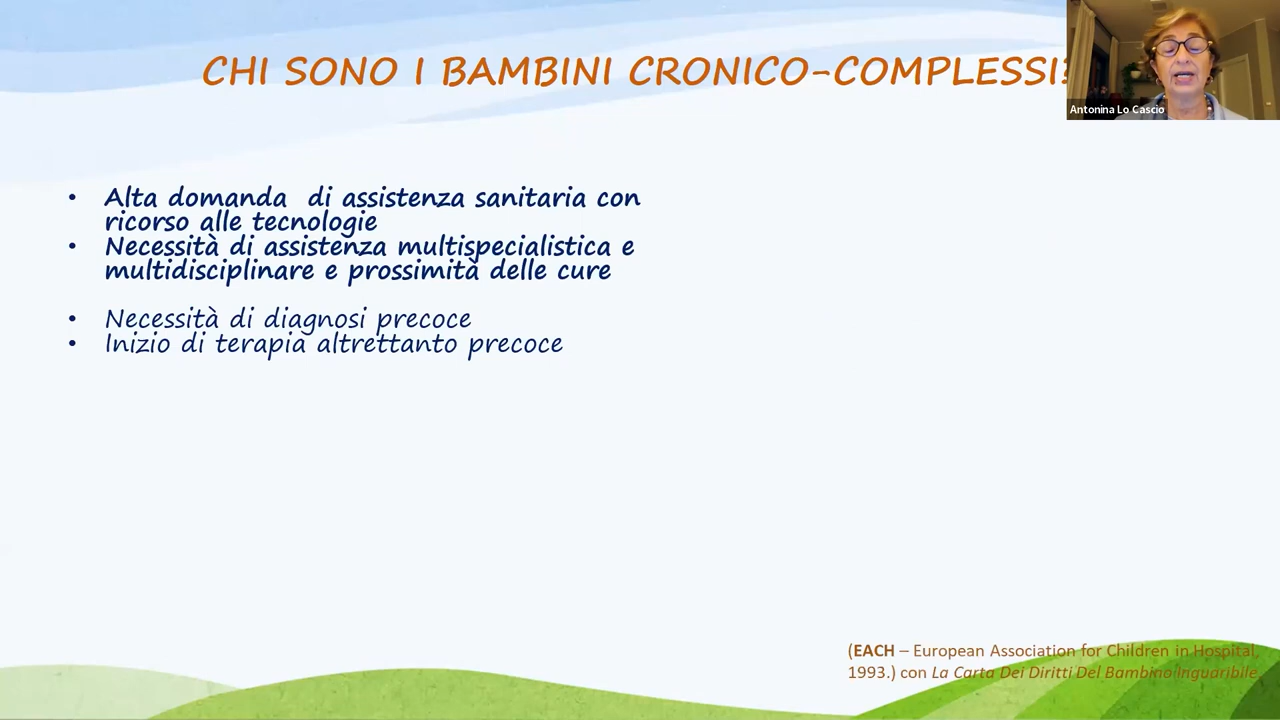 CHI SONO I BAMBINI CRONICO-COMPLESSI?
Antonina Lo Cascio
• Alta domanda di assistenza sanitaria con
ricorso alle tecnologie
• Necessità di assistenza multispecialistica e
multidisciplinare e prossimità delle cure
• Necessità di diagnosi precoce
• Inizio di terapia altrettanto precoce
(EACH – European Association for Children in Hospital,
1993.) con La Carta Dei Diritti Del Bambino Inguaribile